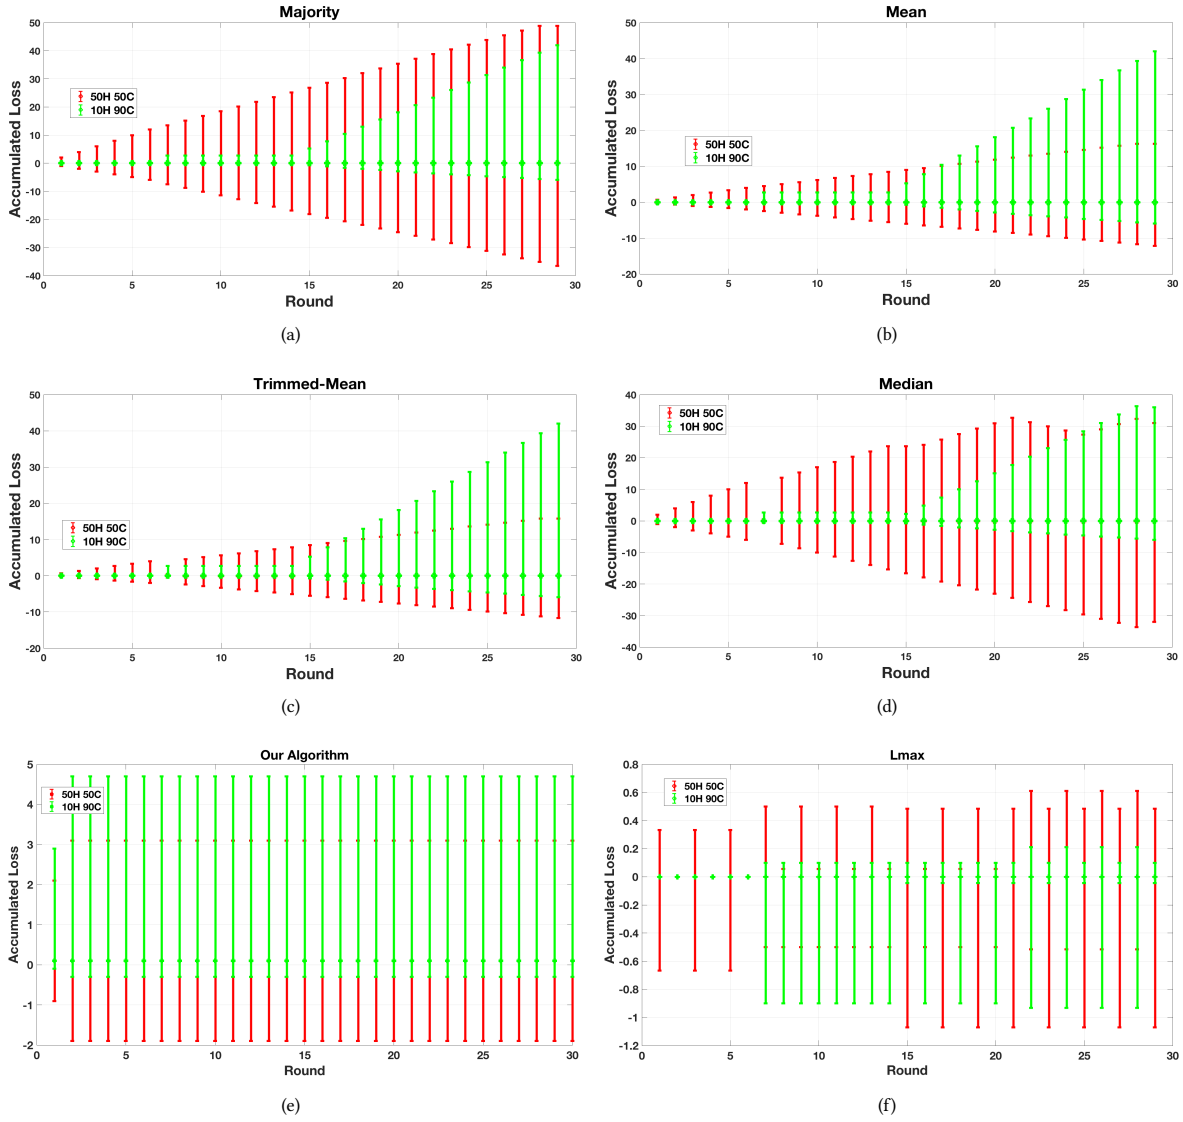 Majority
Accumulated Loss
50
40
30
20
10
0
-10
-20
-30
-40
50H 50C
10H 90C
0 5 10 15 20 25 30
Round
(a)
Mean
Accumulated Loss
50
40
30
20
10
0
-10
-20
50H 50C
10H 90C
0 5 10 15 20 25 30
Round
(b)
Trimmed-Mean
Accumulated Loss
50
40
30
20
10
0
-10
-20
50H 50C
10H 90C
0 5 10 15 20 25 30
Round
(c)
Median
Accumulated Loss
40
30
20
10
0
-10
-20
-30
-40
50H 50C
10H 90C
0 5 10 15 20 25 30
Round
(d)
Our Algorithm
Accumulated Loss
5
4
3
2
1
0
-1
-2
50H 50C
10H 90C
0 5 10 15 20 25 30
Round
(e)
Lmax
Accumulated Loss
0.8
0.6
0.4
0.2
0
-0.2
-0.4
-0.6
-0.8
-1
-1.2
50H 50C
10H 90C
0 5 10 15 20 25 30
Round
(f)